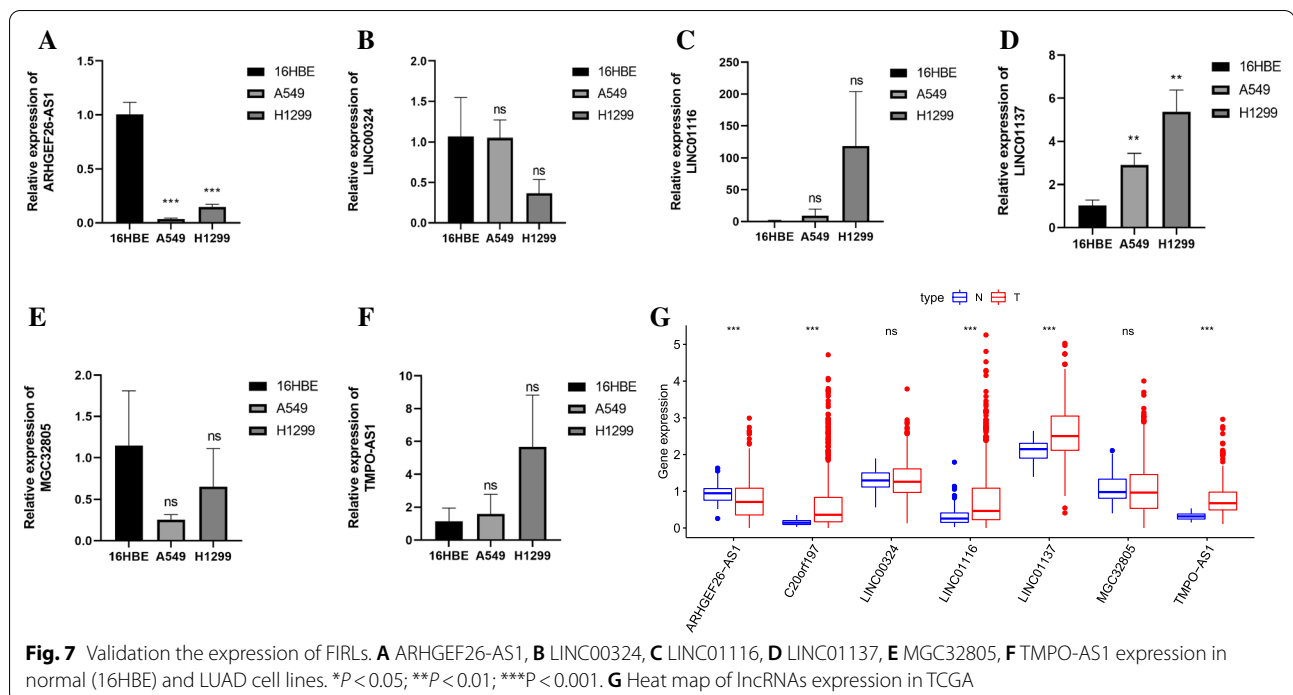 A
Relative expression of
ARHGEF26-AS1
1.5
1.0
0.5
0.0
***
***
16HBE A549 H1299
16HBE
A549
H1299
B
Relative expression of
LINC00324
2.0
1.5
1.0
0.5
0.0
ns
ns
16HBE A549 H1299
16HBE
A549
H1299
C
Relative expression of
LINC01116
250
200
150
100
50
0
ns
ns
16HBE A549 H1299
16HBE
A549
H1299
D
Relative expression of
LINC01137
8
6
4
2
0
**
**
16HBE A549 H1299
16HBE
A549
H1299
E
Relative expression of
MGC32805
2.0
1.5
1.0
0.5
0.0
ns
ns
16HBE A549 H1299
16HBE
A549
H1299
F
Relative expression of
TMPO-AS1
10
8
6
4
2
0
ns
ns
16HBE A549 H1299
16HBE
A549
H1299
G
type N T
Gene expression
5
4
3
2
1
0
*** *** ns *** *** ns ***
ARHGEF26-AS1
C20orf197
LINC00324
LINC01116
LINC01137
MGC32805
TMPO-AS1
Fig. 7 Validation the expression of FIRLs. A ARHGEF26-AS1, B LINC00324, C LINC01116, D LINC01137, E MGC32805, F TMPO-AS1 expression in
normal (16HBE) and LUAD cell lines. *P < 0.05; **P < 0.01; ***P < 0.001. G Heat map of lncRNAs expression in TCGA